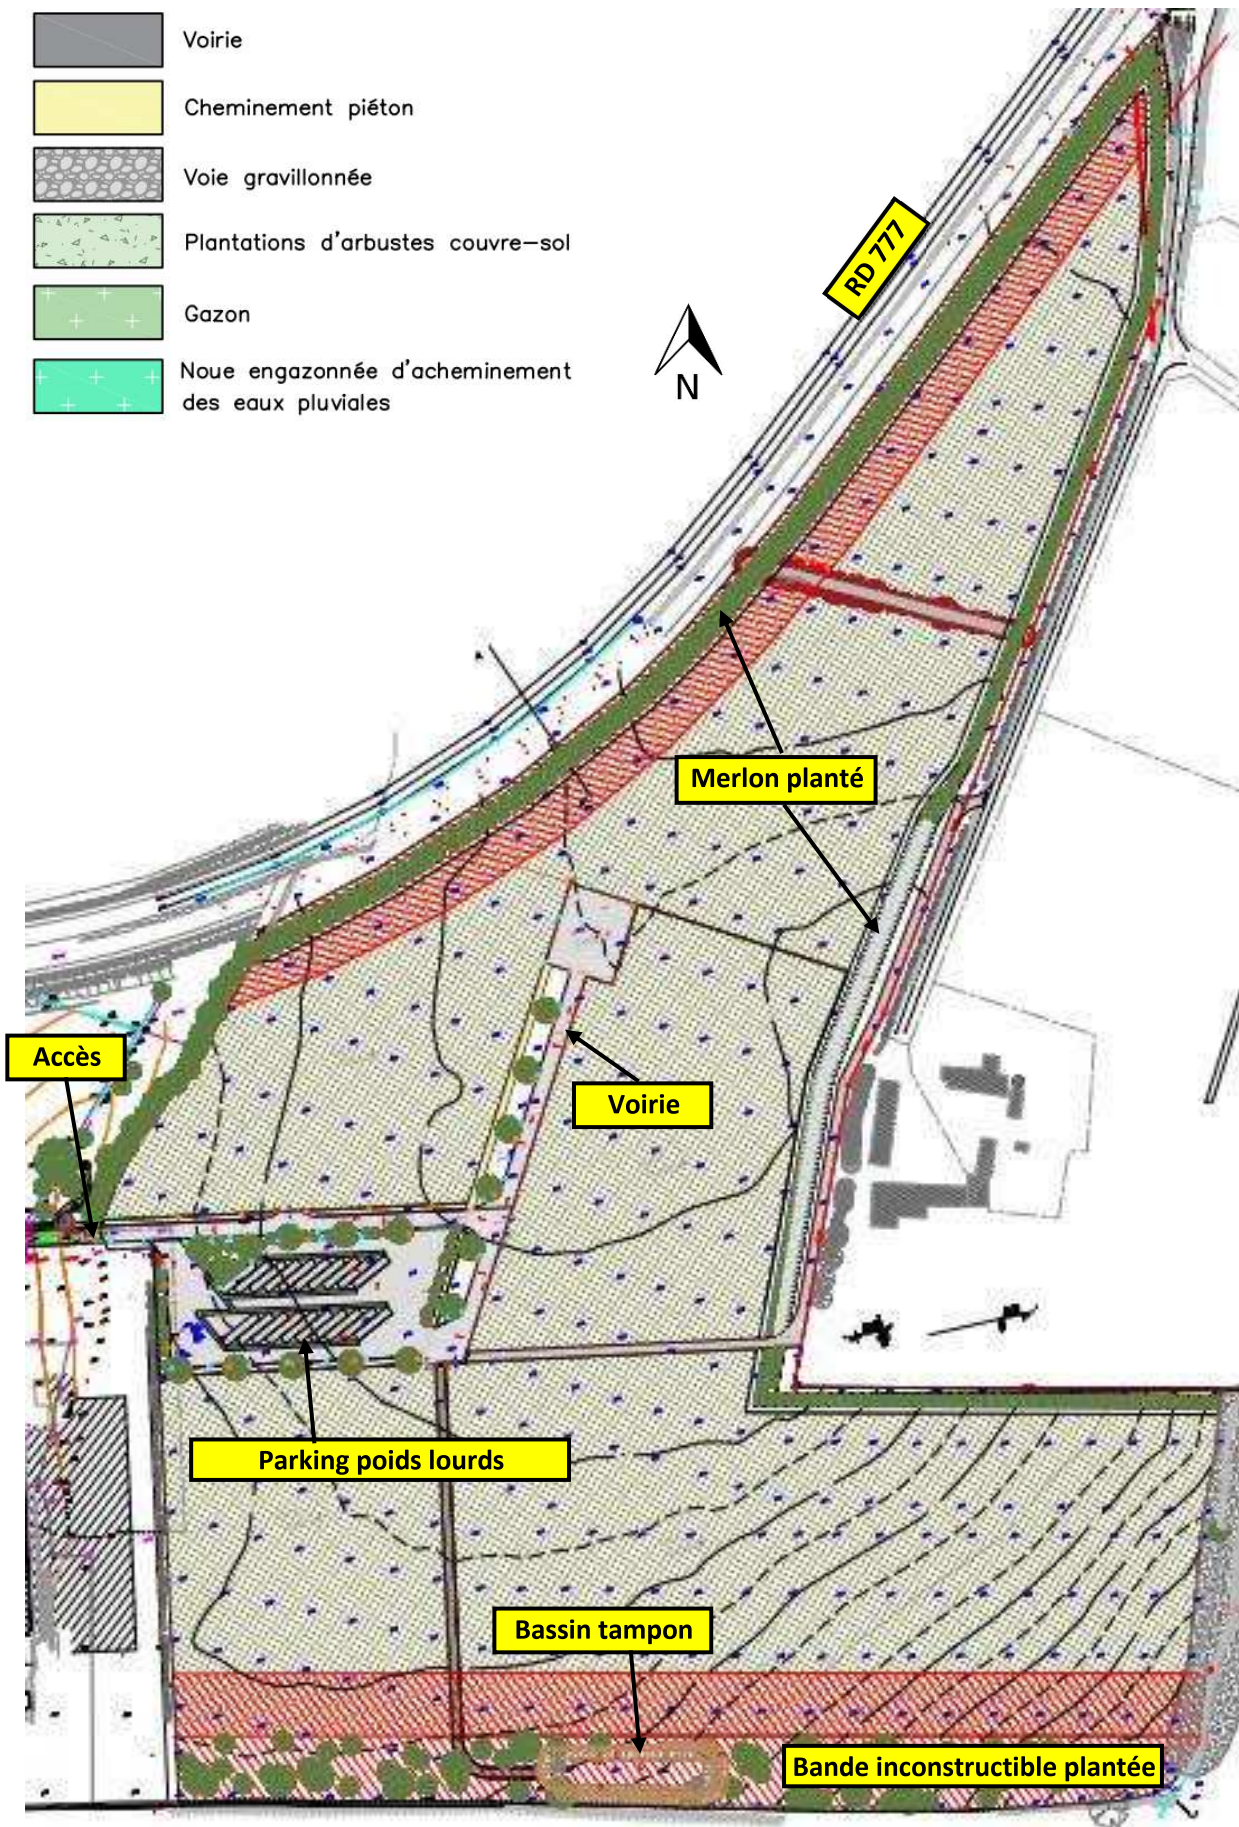 Voirie
Cheminement piéton
Voie gravillonnée
Plantations d'arbustes couvre-sol
Gazon
Noue engazonnée d'acheminement
des eaux pluviales
RD 777
N
Merlon planté
Accès
Voirie
Parking poids lourds
Bassin tampon
Bande inconstructible plantée